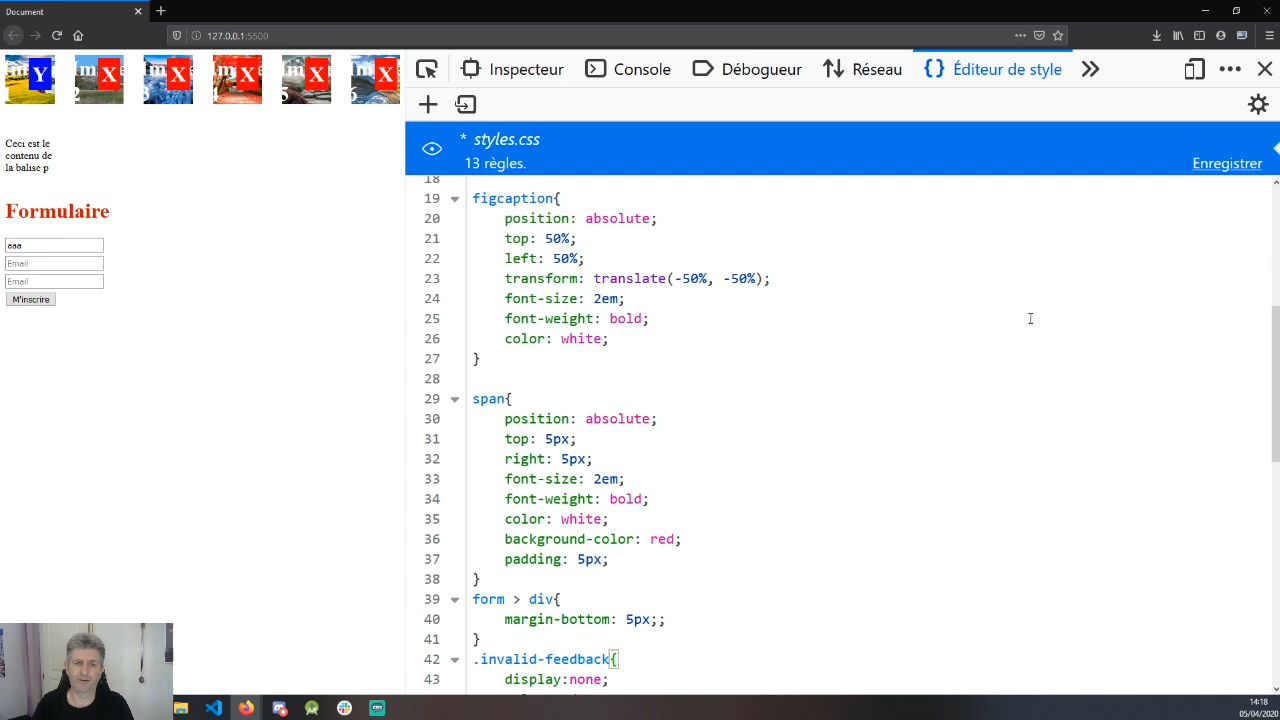 Document
127.0.0.1:5500
Y X X X X X
2 3 4 5 6
Inspecteur Console Débogueur Réseau Éditeur de style
* styles.css
13 règles.
Enregistrer
Ceci est le
contenu de
la balise p
Formulaire
aaa
Email
Email
M'inscrire
18
19 figcaption{
20 position: absolute;
21 top: 50%;
22 left: 50%;
23 transform: translate(-50%, -50%);
24 font-size: 2em;
25 font-weight: bold;
26 color: white;
27 }
28
29 span{
30 position: absolute;
31 top: 5px;
32 right: 5px;
33 font-size: 2em;
34 font-weight: bold;
35 color: white;
36 background-color: red;
37 padding: 5px;
38 }
39 form > div{
40 margin-bottom: 5px;;
41 }
42 .invalid-feedback{
43 display:none;
14:18
05/04/2020